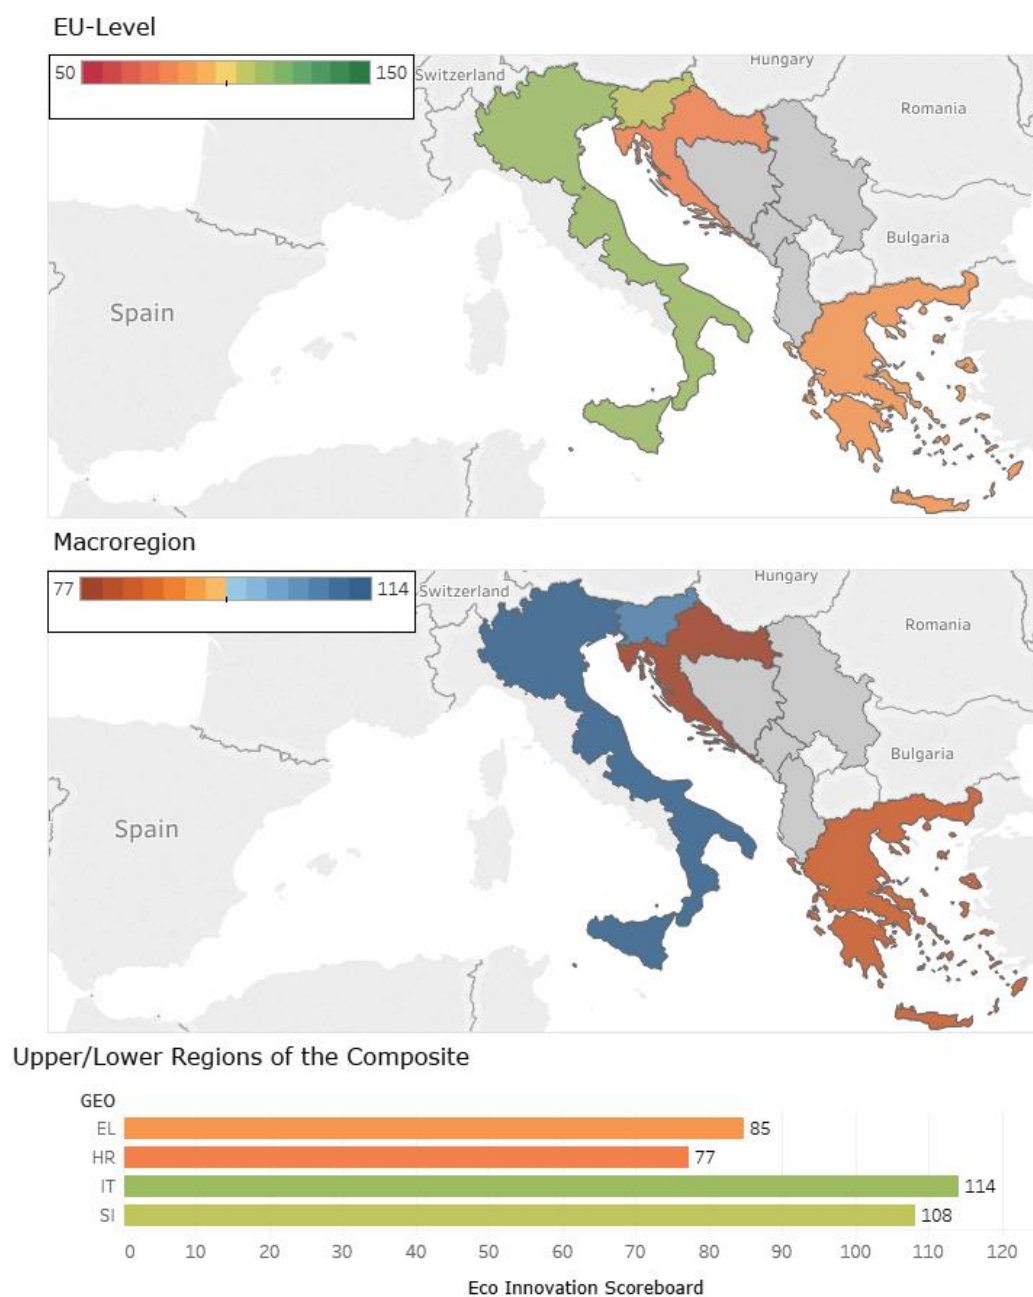 EU-Level
50
150
Switzerland
Hungary
Romania
Bulgaria
Spain
Macroregion
77
114
Switzerland
Hungary
Romania
Bulgaria
Spain
Upper/Lower Regions of the Composite
GEO
EL 85
HR 77
IT 114
SI 108
0 10 20 30 40 50 60 70 80 90 100 110 120
Eco Innovation Scoreboard